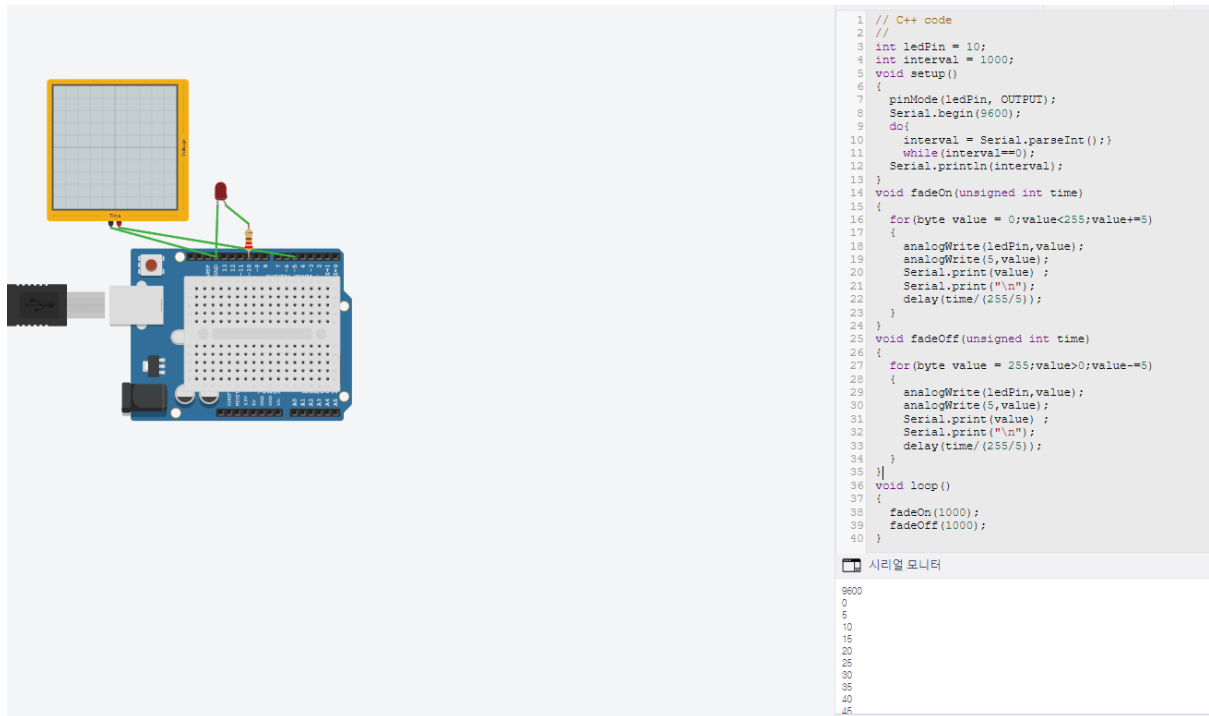 1 // C++ code
2 //
3 int ledPin = 10;
4 int interval = 1000;
5 void setup()
6 {
7 pinMode(ledPin, OUTPUT);
8 Serial.begin(9600);
9 do{
10 interval = Serial.parseInt();}
11 while(interval==0);
12 Serial.println(interval);
13 }
14 void fadeOn(unsigned int time)
15 {
16 for(byte value = 0;value<255;value+=5)
17 {
18 analogWrite(ledPin,value);
19 analogWrite(5,value);
20 Serial.print(value) ;
21 Serial.print("\n");
22 delay(time/(255/5));
23 }
24 }
25 void fadeOff(unsigned int time)
26 {
27 for(byte value = 255;value>0;value-=5)
28 {
29 analogWrite(ledPin,value);
30 analogWrite(5,value);
31 Serial.print(value) ;
32 Serial.print("\n");
33 delay(time/(255/5));
34 }
35 }
36 void loop()
37 {
38 fadeOn(1000);
39 fadeOff(1000);
40 }
시리얼 모니터
9600
0
5
10
15
20
25
30
35
40
45
Time